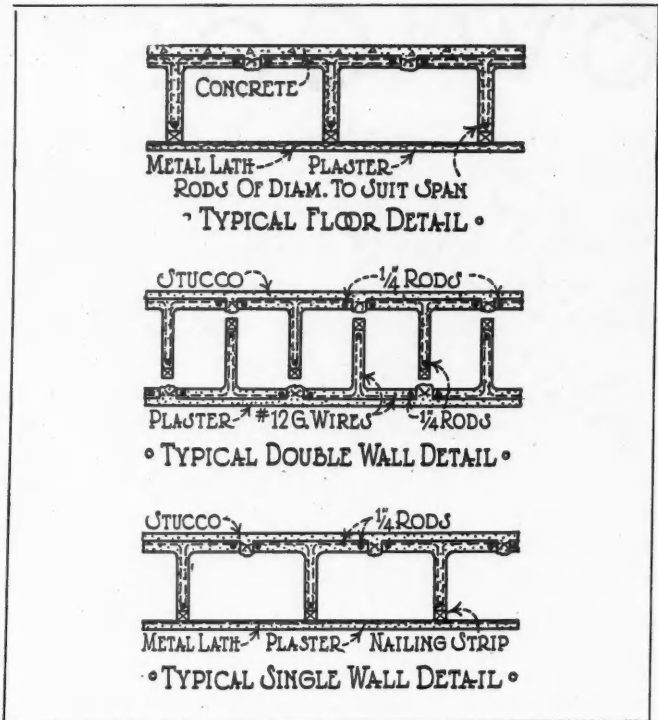 CONCRETE
METAL LATH PLASTER
RODS OF DIAM. TO SUIT SPAN
TYPICAL FLOOR DETAIL
STUCCO 1/4" RODS
PLASTER #12 G. WIRES 1/4" RODS
TYPICAL DOUBLE WALL DETAIL
STUCCO 1/4" RODS
METAL LATH PLASTER NAILING STRIP
TYPICAL SINGLE WALL DETAIL